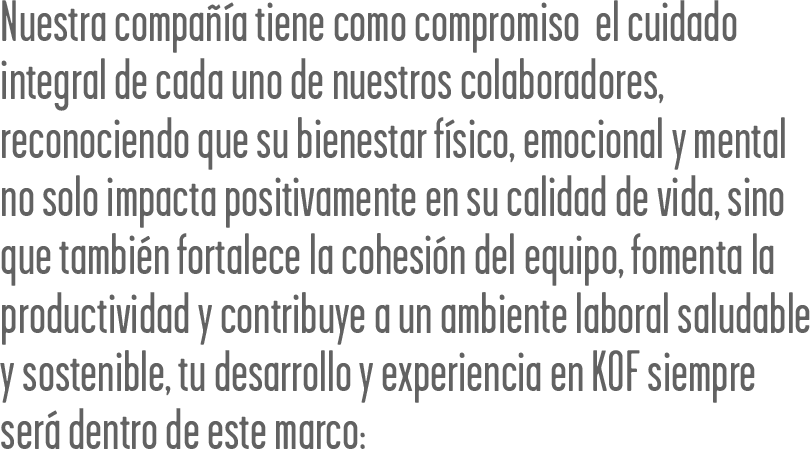 Nuestra compañía tiene como compromiso  el cuidado
integral de cada uno de nuestros colaboradores,
reconociendo que su bienestar físico, emocional y mental
no solo impacta positivamente en su calidad de vida, sino
que también fortalece la cohesión del equipo, fomenta la
productividad y contribuye a un ambiente laboral saludable
y sostenible, tu desarrollo y experiencia en KOF siempre
será dentro de este marco: